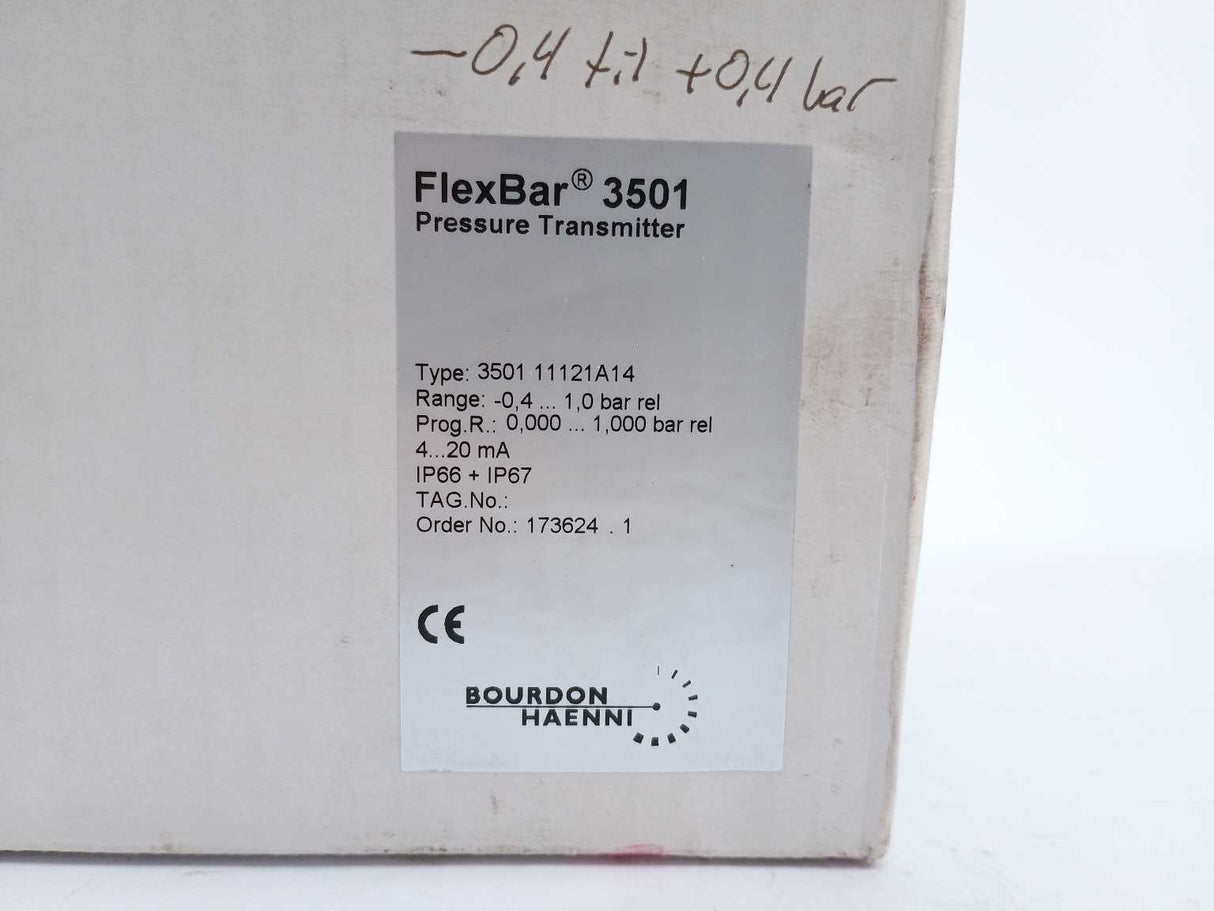 -0,4 til +0,4 bar
FlexBar® 3501
Pressure Transmitter
Type: 3501 11121A14
Range: -0,4 ... 1,0 bar rel
Prog.R.: 0,000 ... 1,000 bar rel
4...20 mA
IP66 + IP67
TAG.No.:
Order No.: 173624 . 1
CE
BOURDON
HAENNI